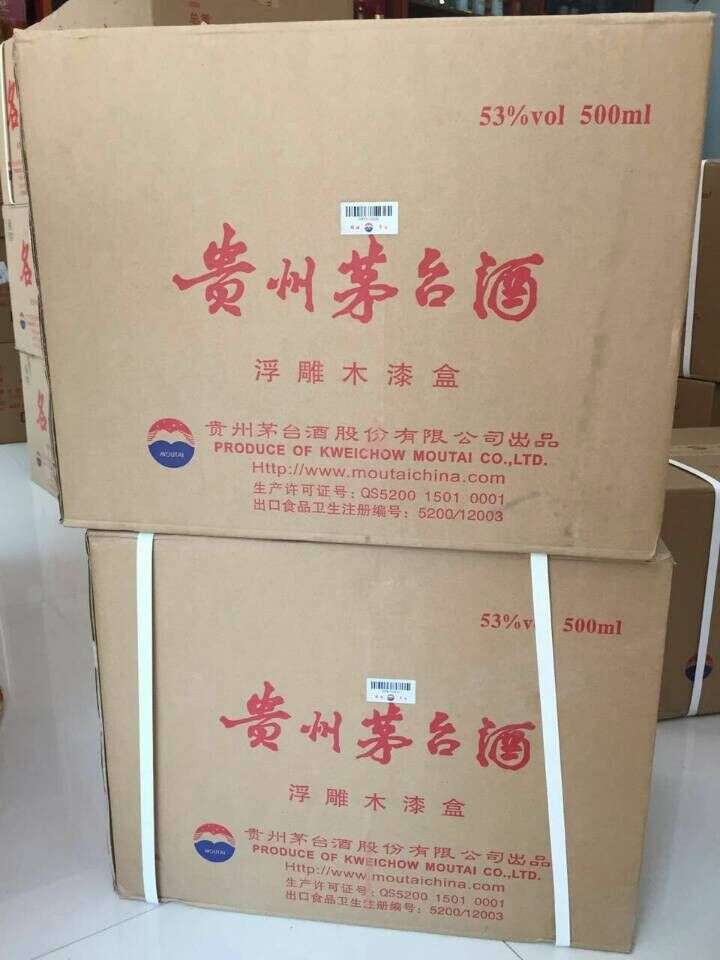 53%vol 500ml
贵州茅台酒
浮雕木漆盒
MOUTAI
贵州茅台酒股份有限公司出品
PRODUCE OF KWEICHOW MOUTAI CO.,LTD.
Http://www.moutaichina.com
生产许可证号：QS5200 1501 0001
出口食品卫生注册编号：5200/12003
53%v 500ml
贵州茅台酒
浮雕木漆盒
MOUTAI
贵州茅台酒股份有限公司出品
PRODUCE OF KWEICHOW MOUTAI CO.,LTD.
Http://www.moutaichina.com
生产许可证号：QS5200 1501 0001
出口食品卫生注册编号：5200/12003
名